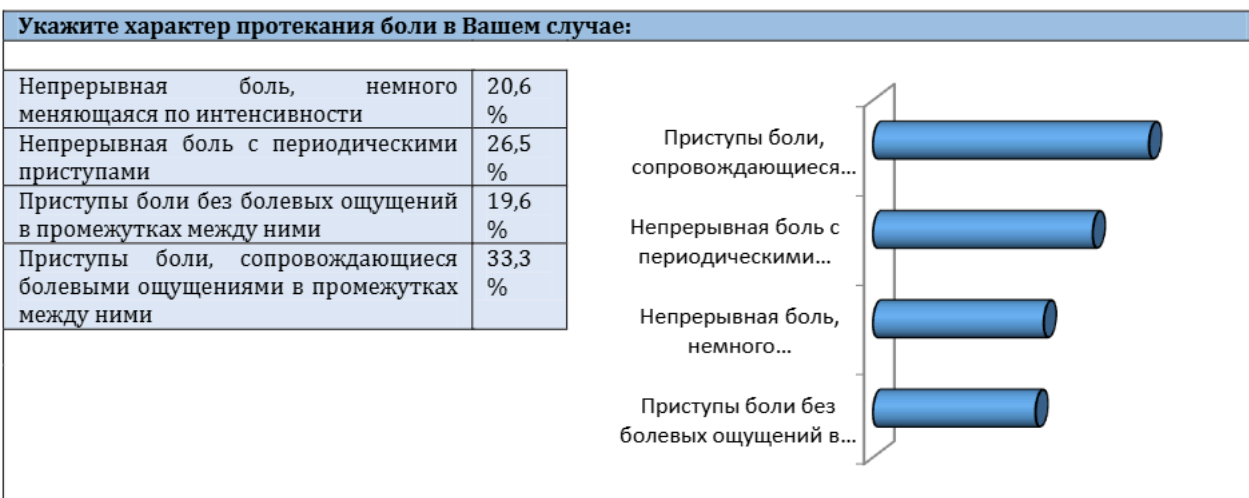 Укажите характер протекания боли в Вашем случае:
Непрерывная боль, немного
меняющаяся по интенсивности
20,6
%
Непрерывная боль с периодическими
приступами
26,5
%
Приступы боли без болевых ощущений
в промежутках между ними
19,6
%
Приступы боли, сопровождающиеся
болевыми ощущениями в промежутках
между ними
33,3
%
Приступы боли,
сопровождающиеся...
Непрерывная боль с
периодическими...
Непрерывная боль,
немного...
Приступы боли без
болевых ощущений в...